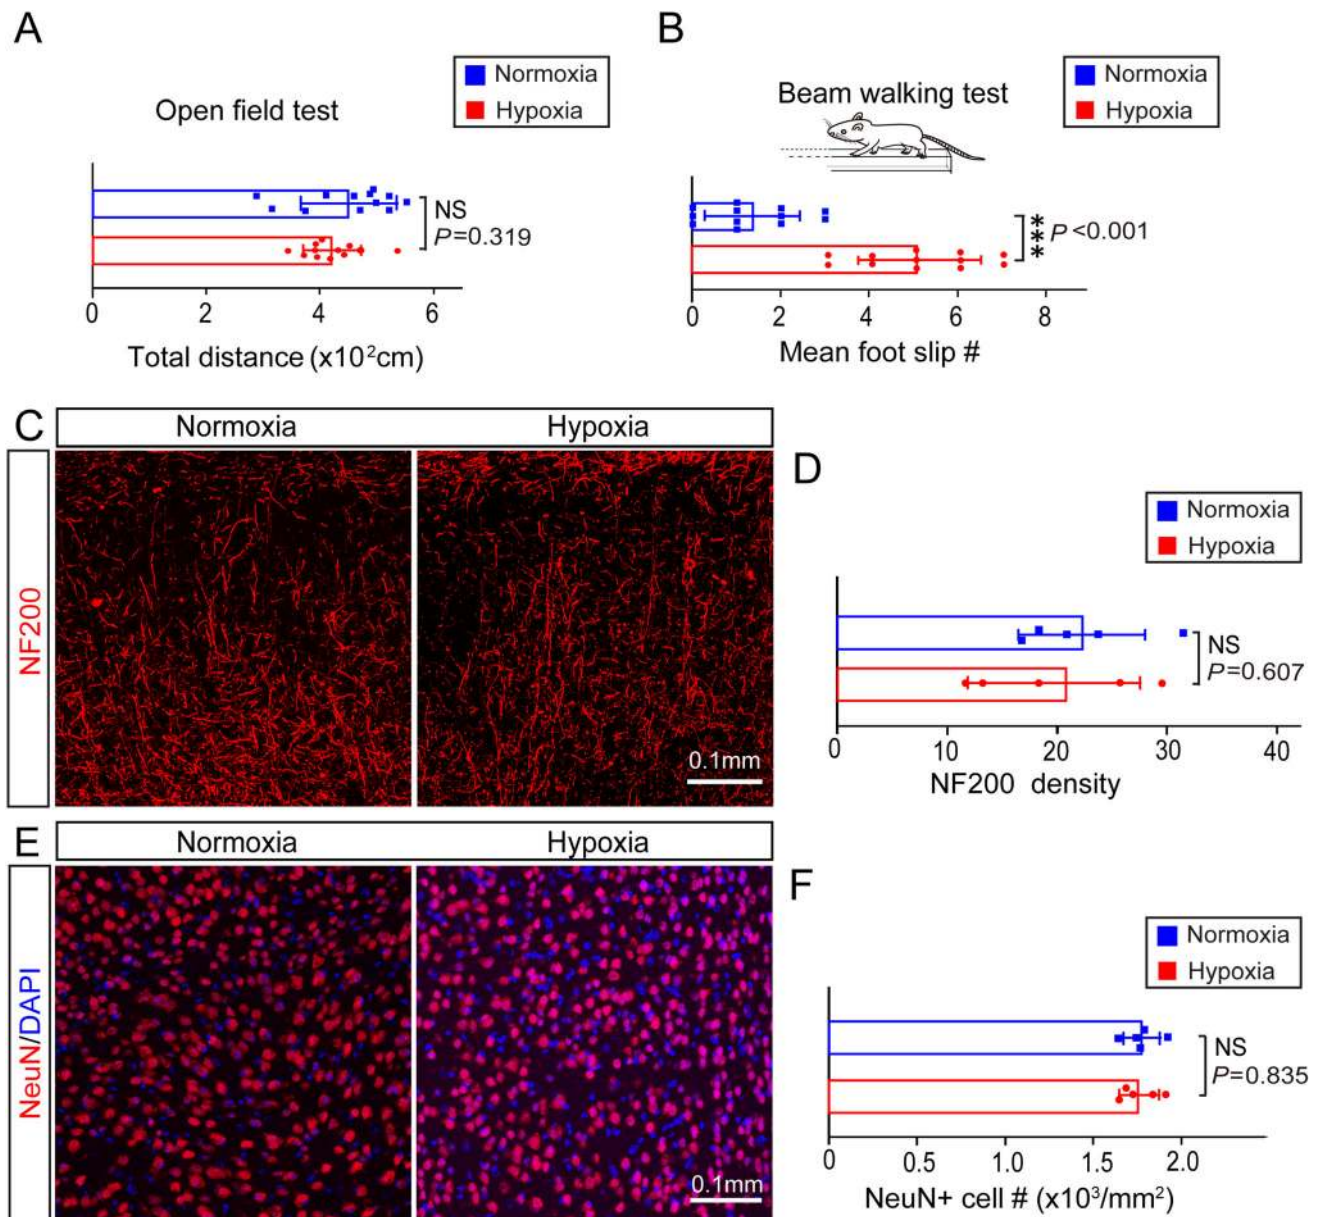 A
Normoxia
Hypoxia
Open field test
NS
P=0.319
0 2 4 6
Total distance (x10²cm)
B
Normoxia
Hypoxia
Beam walking test
*** P <0.001
0 2 4 6 8
Mean foot slip #
C
Normoxia Hypoxia
NF200
0.1mm
D
Normoxia
Hypoxia
NS
P=0.607
0 10 20 30 40
NF200 density
E
Normoxia Hypoxia
NeuN/DAPI
0.1mm
F
Normoxia
Hypoxia
NS
P=0.835
0 0.5 1.0 1.5 2.0
NeuN+ cell # (x10³/mm²)